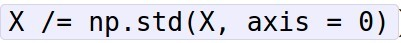 X /= np.std(X, axis = 0)